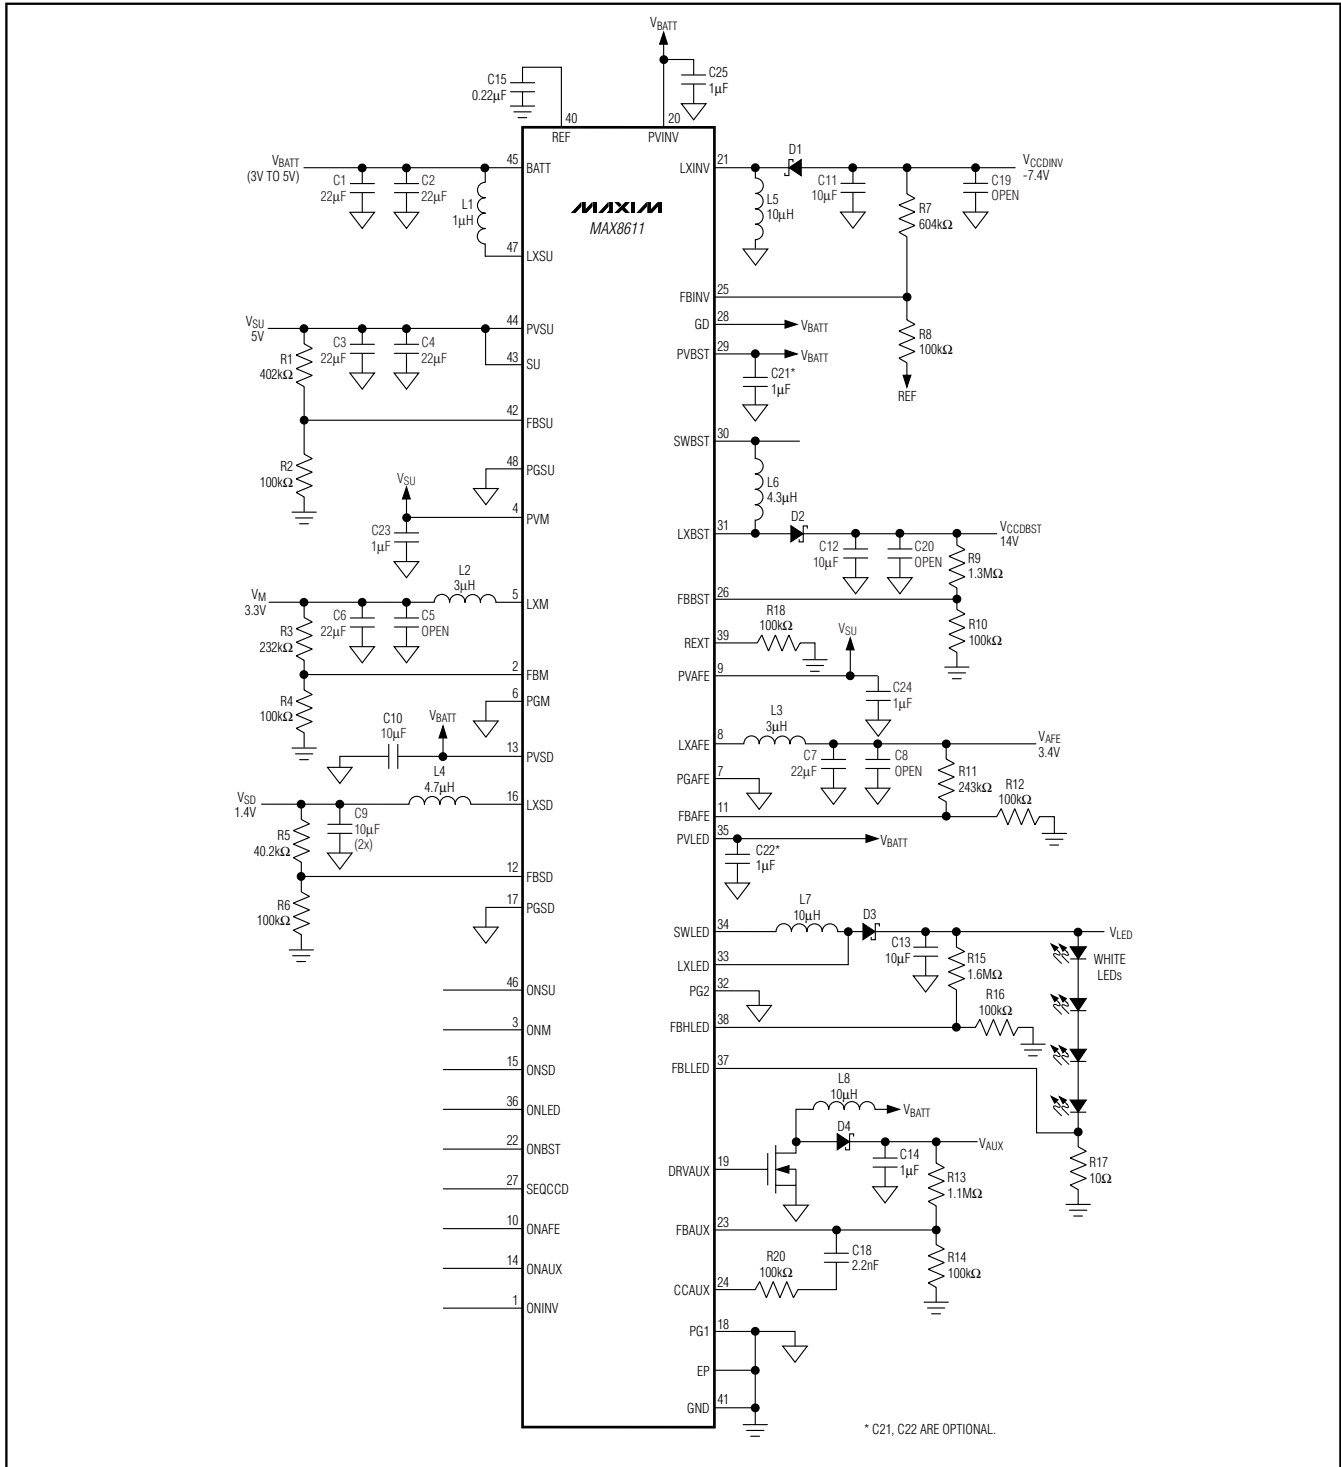 VBATT
C15
0.22µF
C25
1µF
40
20
REF
PVINV
VBATT
(3V TO 5V)
45
BATT
C1
22µF
C2
22µF
L1
1µH
47
LXSU
MAXIM
MAX8611
21
LXINV
D1
VCCDINV
-7.4V
L5
10µH
C11
10µF
R7
604kΩ
C19
OPEN
25
FBINV
28
GD
VBATT
R8
100kΩ
REF
29
PVBST
VBATT
C21*
1µF
VSU
5V
44
PVSU
R1
402kΩ
C3
22µF
C4
22µF
43
SU
42
FBSU
R2
100kΩ
48
PGSU
VSU
4
PVM
C23
1µF
30
SWBST
L6
4.3µH
31
LXBST
D2
VCCDBST
14V
C12
10µF
C20
OPEN
R9
1.3MΩ
26
FBBST
R10
100kΩ
VM
3.3V
L2
3µH
5
LXM
R3
232kΩ
C6
22µF
C5
OPEN
2
FBM
6
PGM
R4
100kΩ
R18
100kΩ
39
REXT
VSU
9
PVAFE
C24
1µF
C10
10µF
VBATT
13
PVSD
L3
3µH
8
LXAFE
VAFE
3.4V
C7
22µF
C8
OPEN
R11
243kΩ
R12
100kΩ
7
PGAFE
11
FBAFE
VSD
1.4V
L4
4.7µH
16
LXSD
R5
40.2kΩ
C9
10µF
(2x)
12
FBSD
R6
100kΩ
17
PGSD
35
PVLED
VBATT
C22*
1µF
L7
10µH
D3
34
SWLED
VLED
33
LXLED
C13
10µF
R15
1.6MΩ
WHITE
LEDs
32
PG2
R16
100kΩ
38
FBHLED
37
FBLLED
46
ONSU
3
ONM
15
ONSD
36
ONLED
22
ONBST
27
SEQCCD
10
ONAFE
14
ONAUX
1
ONINV
L8
10µH
VBATT
D4
VAUX
19
DRVAUX
C14
1µF
R13
1.1MΩ
R17
10Ω
23
FBAUX
R20
100kΩ
C18
2.2nF
R14
100kΩ
24
CCAUX
18
PG1
EP
41
GND
* C21, C22 ARE OPTIONAL.